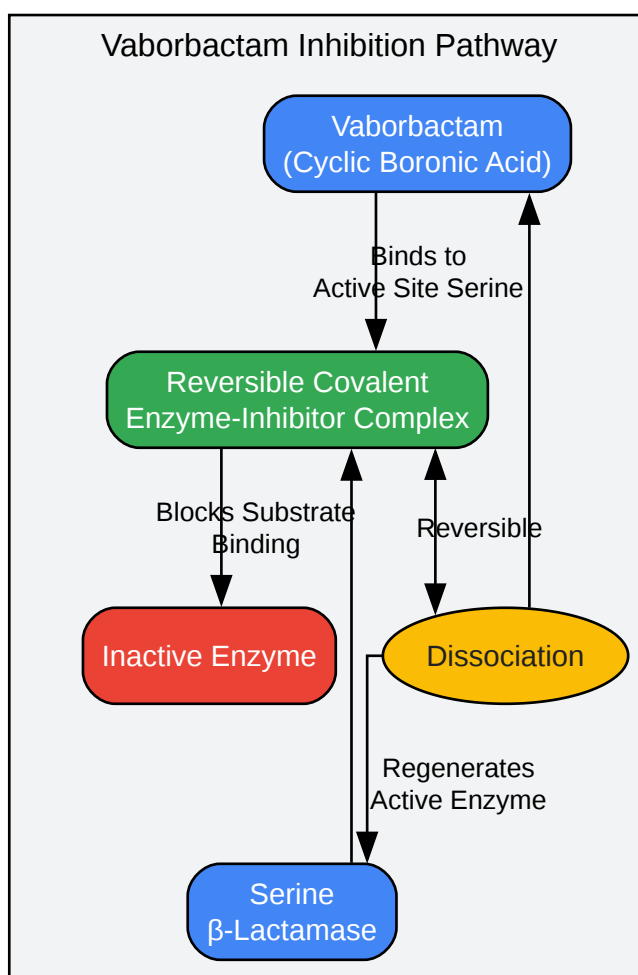 Vaborbactam Inhibition Pathway
Vaborbactam
(Cyclic Boronic Acid)
Binds to
Active Site Serine
Reversible Covalent
Enzyme-Inhibitor Complex
Blocks Substrate
Binding
Reversible
Inactive Enzyme
Dissociation
Regenerates
Active Enzyme
Serine
β-Lactamase